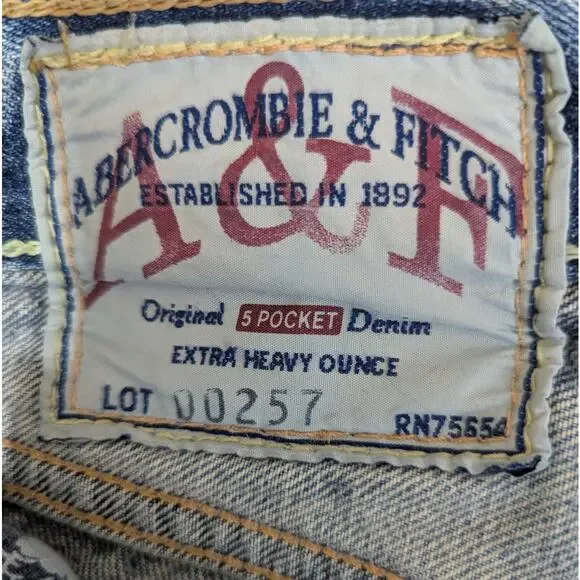 A&F
ABERCROMBIE & FITCH
ESTABLISHED IN 1892
Original 5 POCKET Denim
EXTRA HEAVY OUNCE
LOT 00257
RN75654